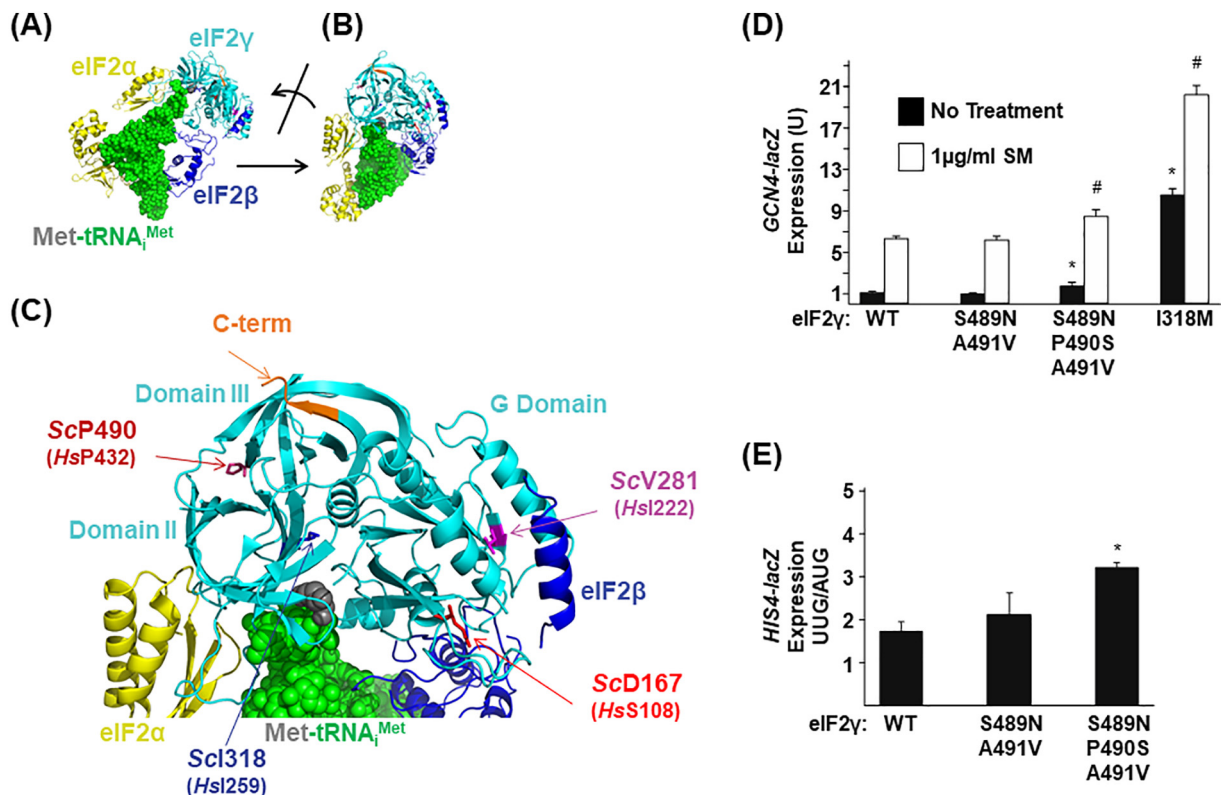 (A)
eIF2γ
eIF2α
eIF2β
Met-tRNAiMet
(B)
(C)
C-term
Domain III
G Domain
ScP490
(HsP432)
ScV281
(HsI222)
Domain II
eIF2β
ScD167
(HsS108)
eIF2α
Met-tRNAiMet
ScI318
(HsI259)
(D)
GCN4-lacZ
Expression (U)
21
17
13
9
5
1
No Treatment
1µg/ml SM
*
#
*
#
eIF2γ: WT S489N S489N I318M
A491V P490S
A491V
(E)
HIS4-lacZ
Expression
UUG/AUG
5
4
3
2
1
*
eIF2γ: WT S489N S489N
A491V P490S
A491V